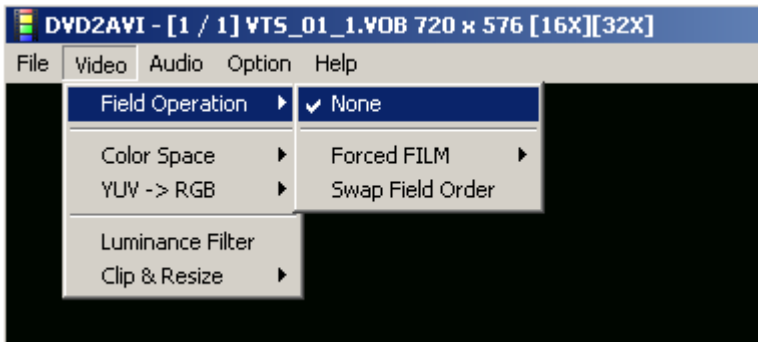 DVD2AVI - [1 / 1] VTS_01_1.VOB 720 x 576 [16X][32X]
File Video Audio Option Help
Field Operation None
Color Space Forced FILM
YUV -> RGB Swap Field Order
Luminance Filter
Clip & Resize